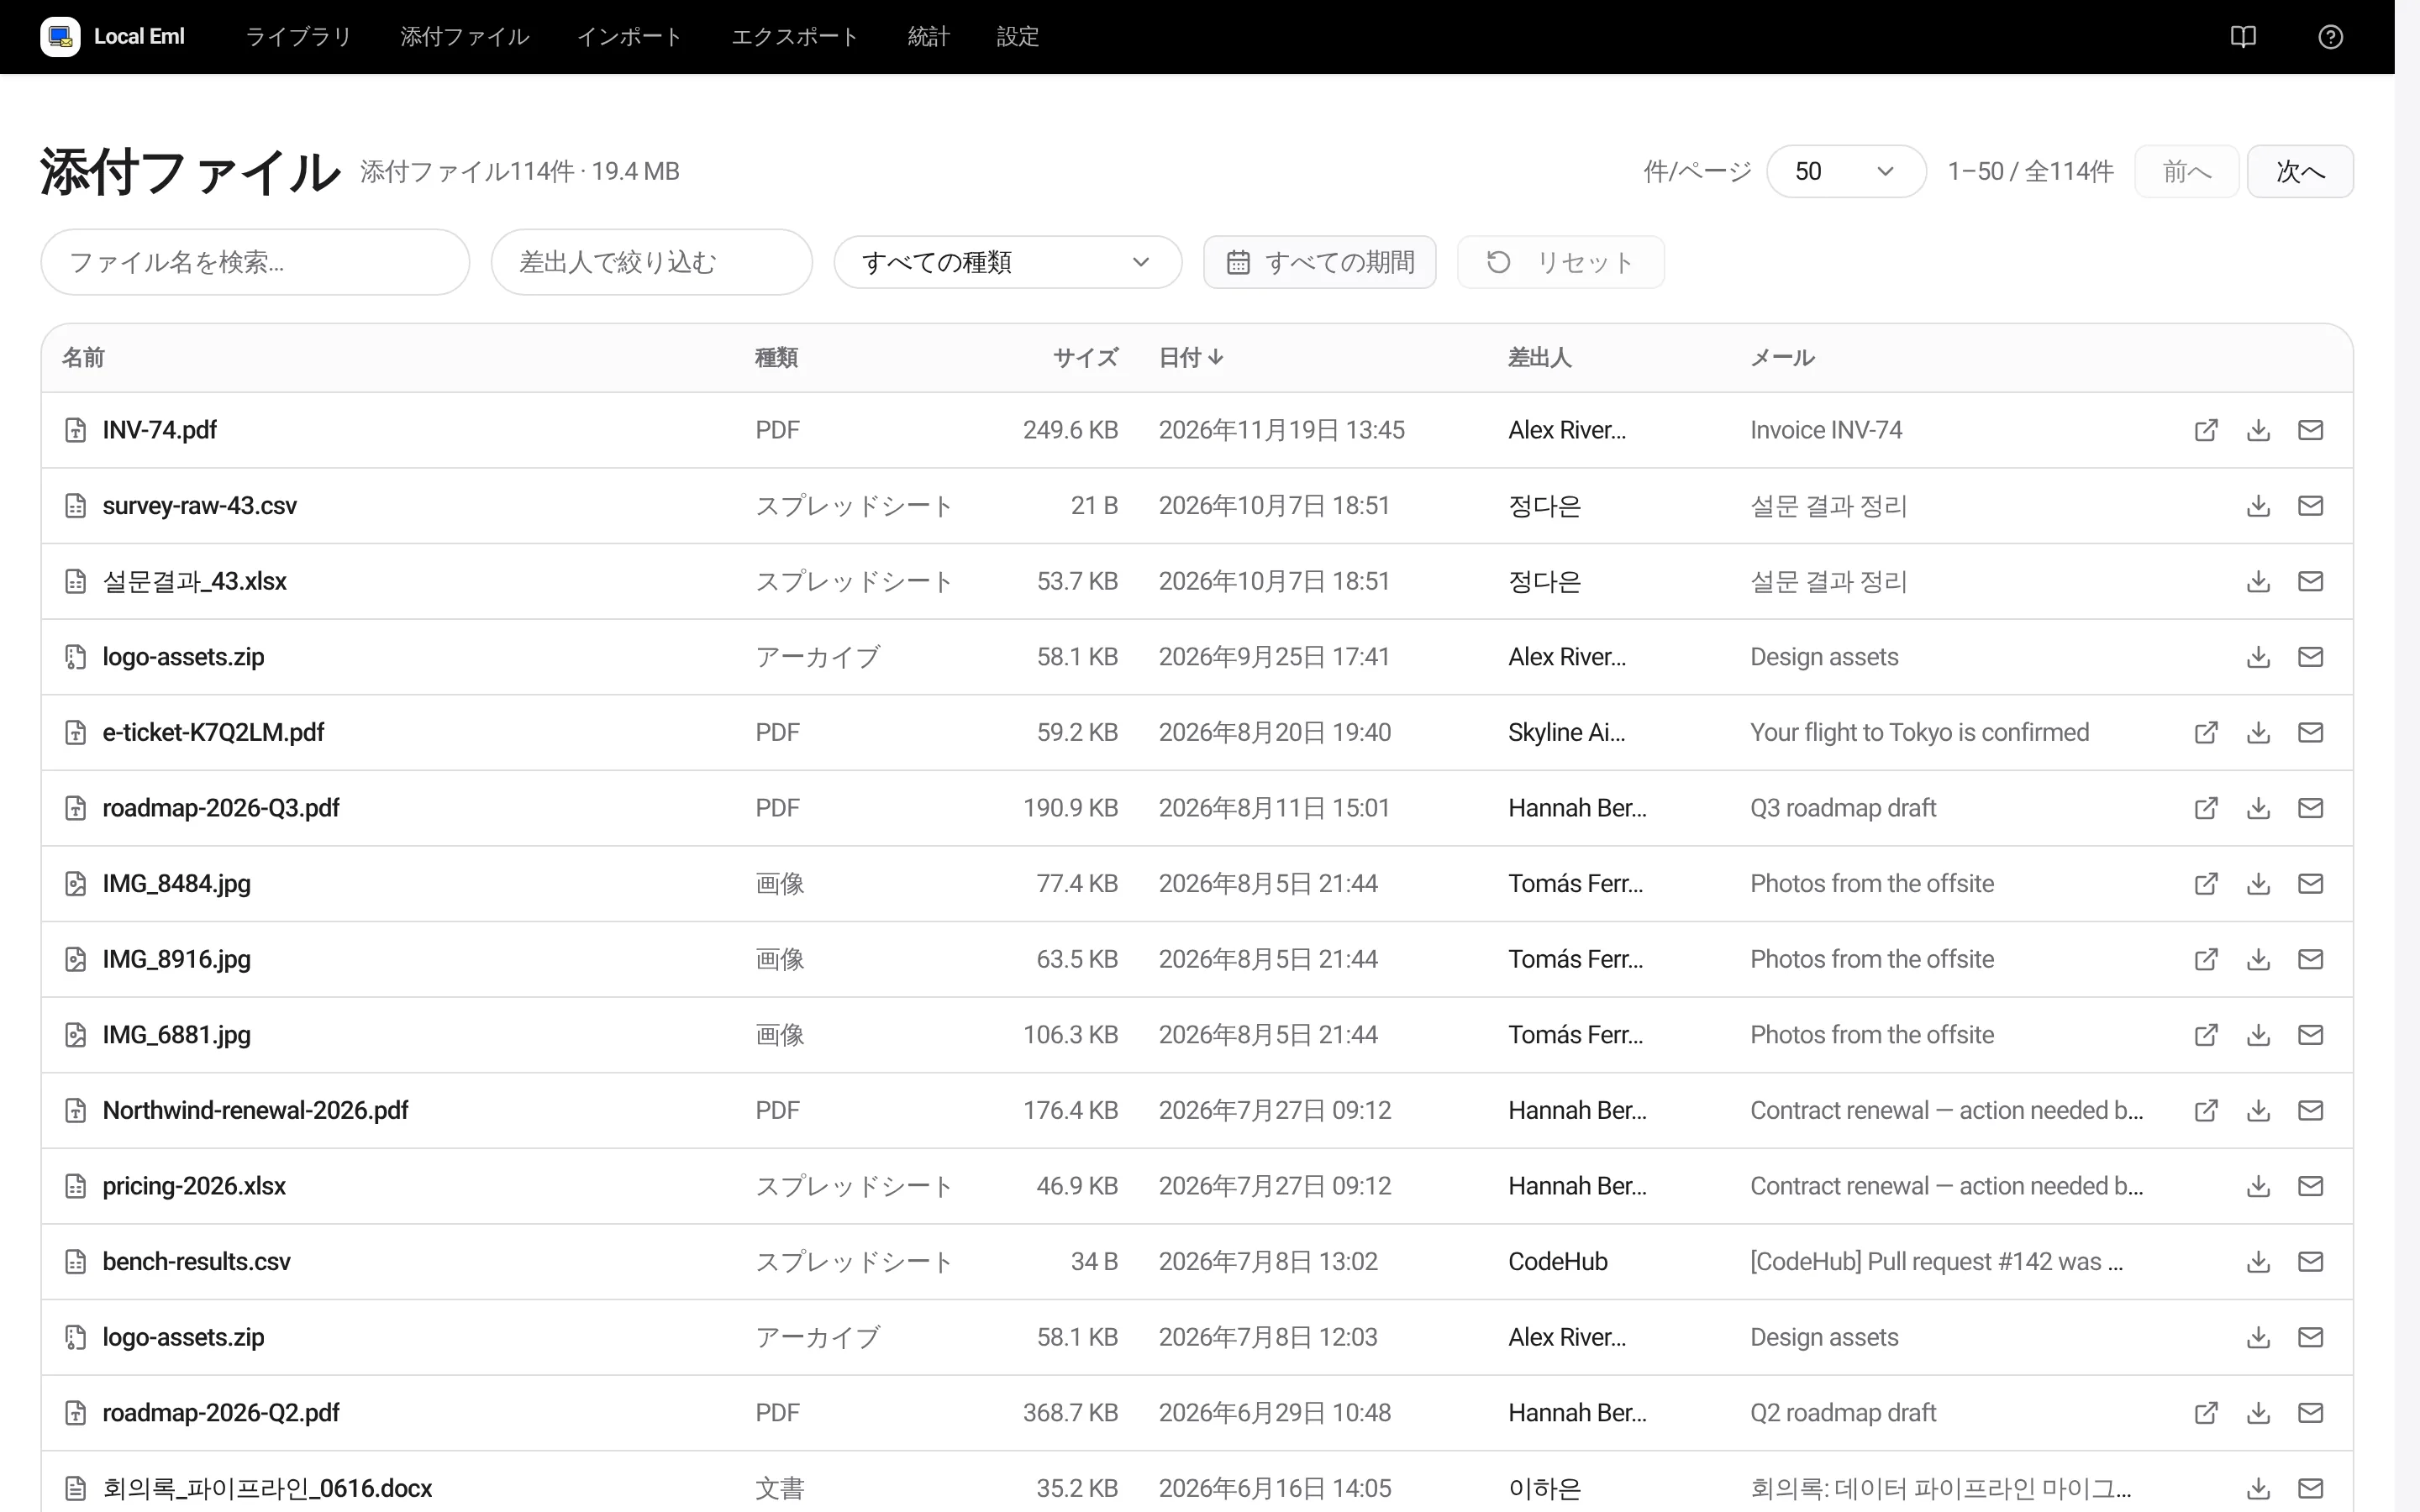 Local Eml ライブラリ 添付ファイル インポート エクスポート 統計 設定
添付ファイル 添付ファイル114件 · 19.4 MB 件/ページ 50 1–50 / 全114件 前へ 次へ
ファイル名を検索... 差出人で絞り込む すべての種類 すべての期間 リセット
名前 種類 サイズ 日付 ↓ 差出人 メール
INV-74.pdf PDF 249.6 KB 2026年11月19日 13:45 Alex River... Invoice INV-74
survey-raw-43.csv スプレッドシート 21 B 2026年10月7日 18:51 정다은 설문 결과 정리
설문결과_43.xlsx スプレッドシート 53.7 KB 2026年10月7日 18:51 정다은 설문 결과 정리
logo-assets.zip アーカイブ 58.1 KB 2026年9月25日 17:41 Alex River... Design assets
e-ticket-K7Q2LM.pdf PDF 59.2 KB 2026年8月20日 19:40 Skyline Ai... Your flight to Tokyo is confirmed
roadmap-2026-Q3.pdf PDF 190.9 KB 2026年8月11日 15:01 Hannah Ber... Q3 roadmap draft
IMG_8484.jpg 画像 77.4 KB 2026年8月5日 21:44 Tomás Ferr... Photos from the offsite
IMG_8916.jpg 画像 63.5 KB 2026年8月5日 21:44 Tomás Ferr... Photos from the offsite
IMG_6881.jpg 画像 106.3 KB 2026年8月5日 21:44 Tomás Ferr... Photos from the offsite
Northwind-renewal-2026.pdf PDF 176.4 KB 2026年7月27日 09:12 Hannah Ber... Contract renewal — action needed b...
pricing-2026.xlsx スプレッドシート 46.9 KB 2026年7月27日 09:12 Hannah Ber... Contract renewal — action needed b...
bench-results.csv スプレッドシート 34 B 2026年7月8日 13:02 CodeHub [CodeHub] Pull request #142 was ...
logo-assets.zip アーカイブ 58.1 KB 2026年7月8日 12:03 Alex River... Design assets
roadmap-2026-Q2.pdf PDF 368.7 KB 2026年6月29日 10:48 Hannah Ber... Q2 roadmap draft
회의록_파이프라인_0616.docx 文書 35.2 KB 2026年6月16日 14:05 이하은 회의록: 데이터 파이프라인 마이그...